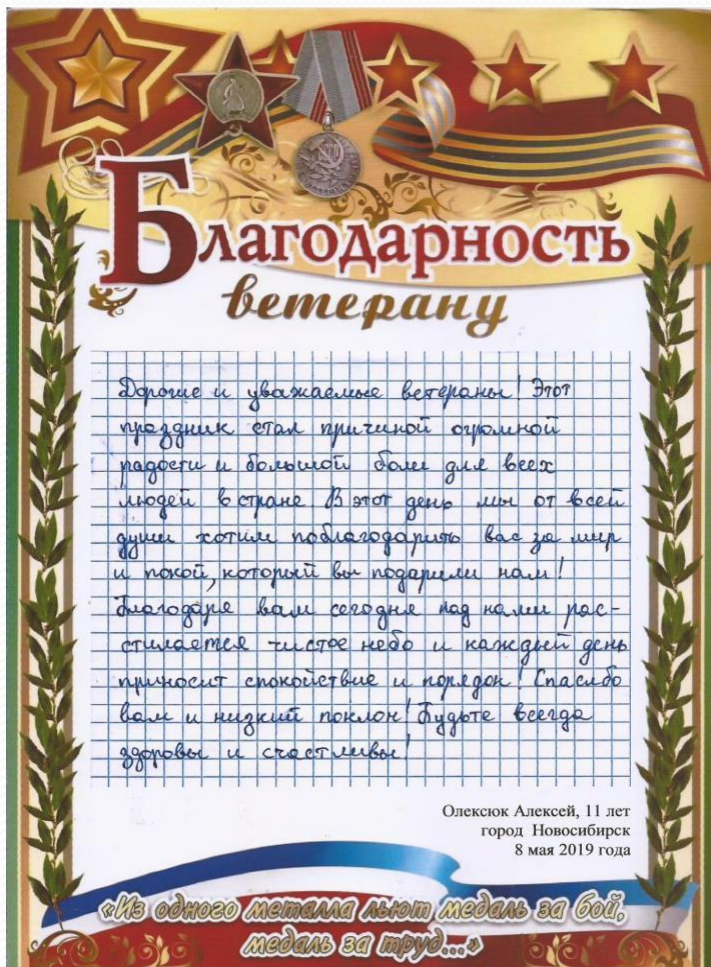 Благодарность
ветерану
Дорогие и уважаемые ветераны! Этот
праздник стал причиной огромной
радости и большой боли для всех
людей в стране В этот день мы от всей
души хотим поблагодарить вас за мир
и покой, который вы подарили нам!
Благодаря вам сегодня над нами рас-
стилается чистое небо и каждый день
приносит спокойствие и порядок! Спасибо
вам и низкий поклон! Будьте всегда
здоровы и счастливы!
Олексюк Алексей, 11 лет
город Новосибирск
8 мая 2019 года
«Из одного металла льют медаль за бой,
медаль за труд...»